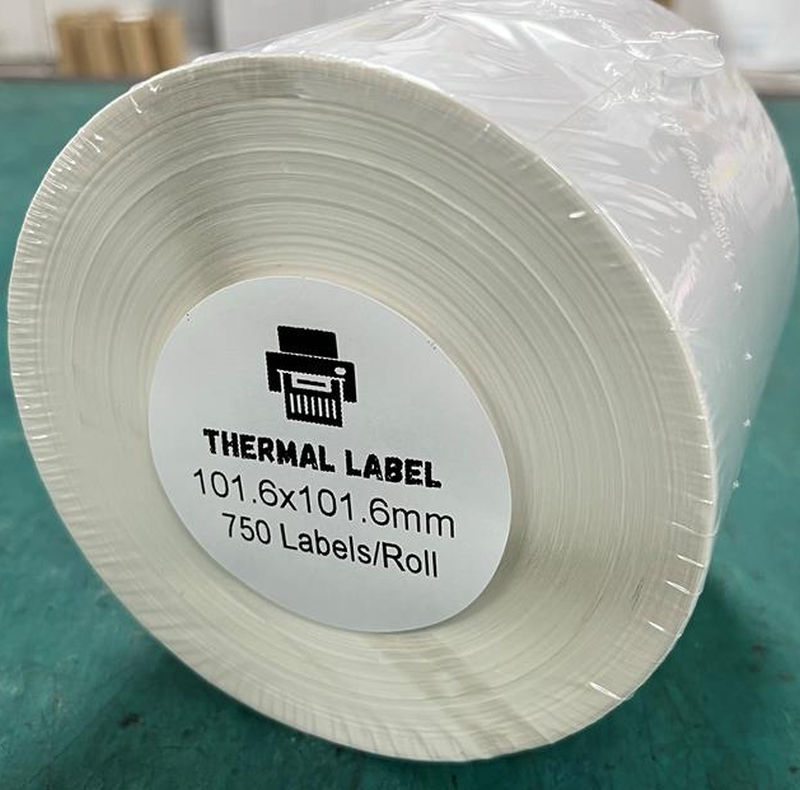 THERMAL LABEL
101.6x101.6mm
750 Labels/Roll